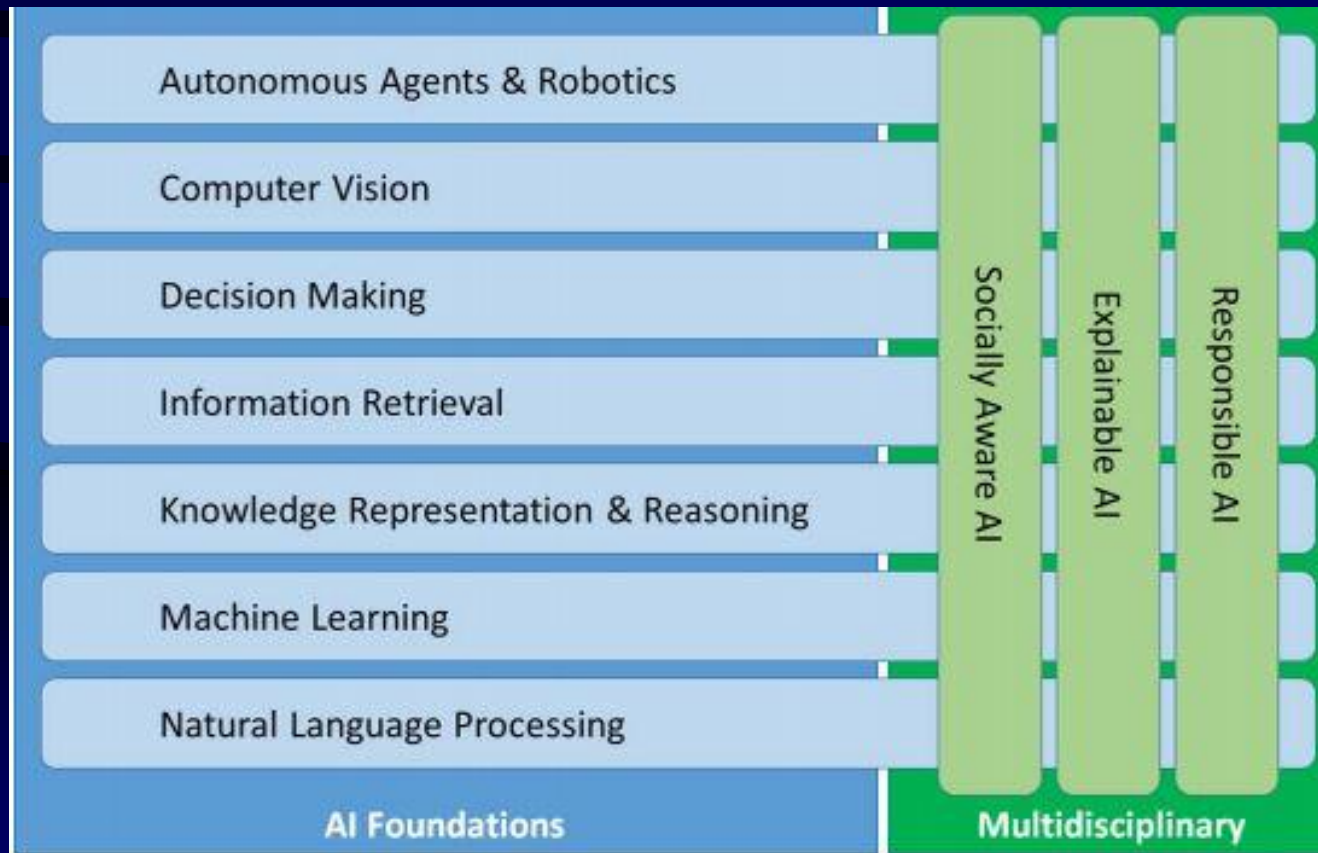 Autonomous Agents & Robotics
Computer Vision
Decision Making
Information Retrieval
Knowledge Representation & Reasoning
Machine Learning
Natural Language Processing
Socially Aware AI
Explainable AI
Responsible AI
AI Foundations
Multidisciplinary